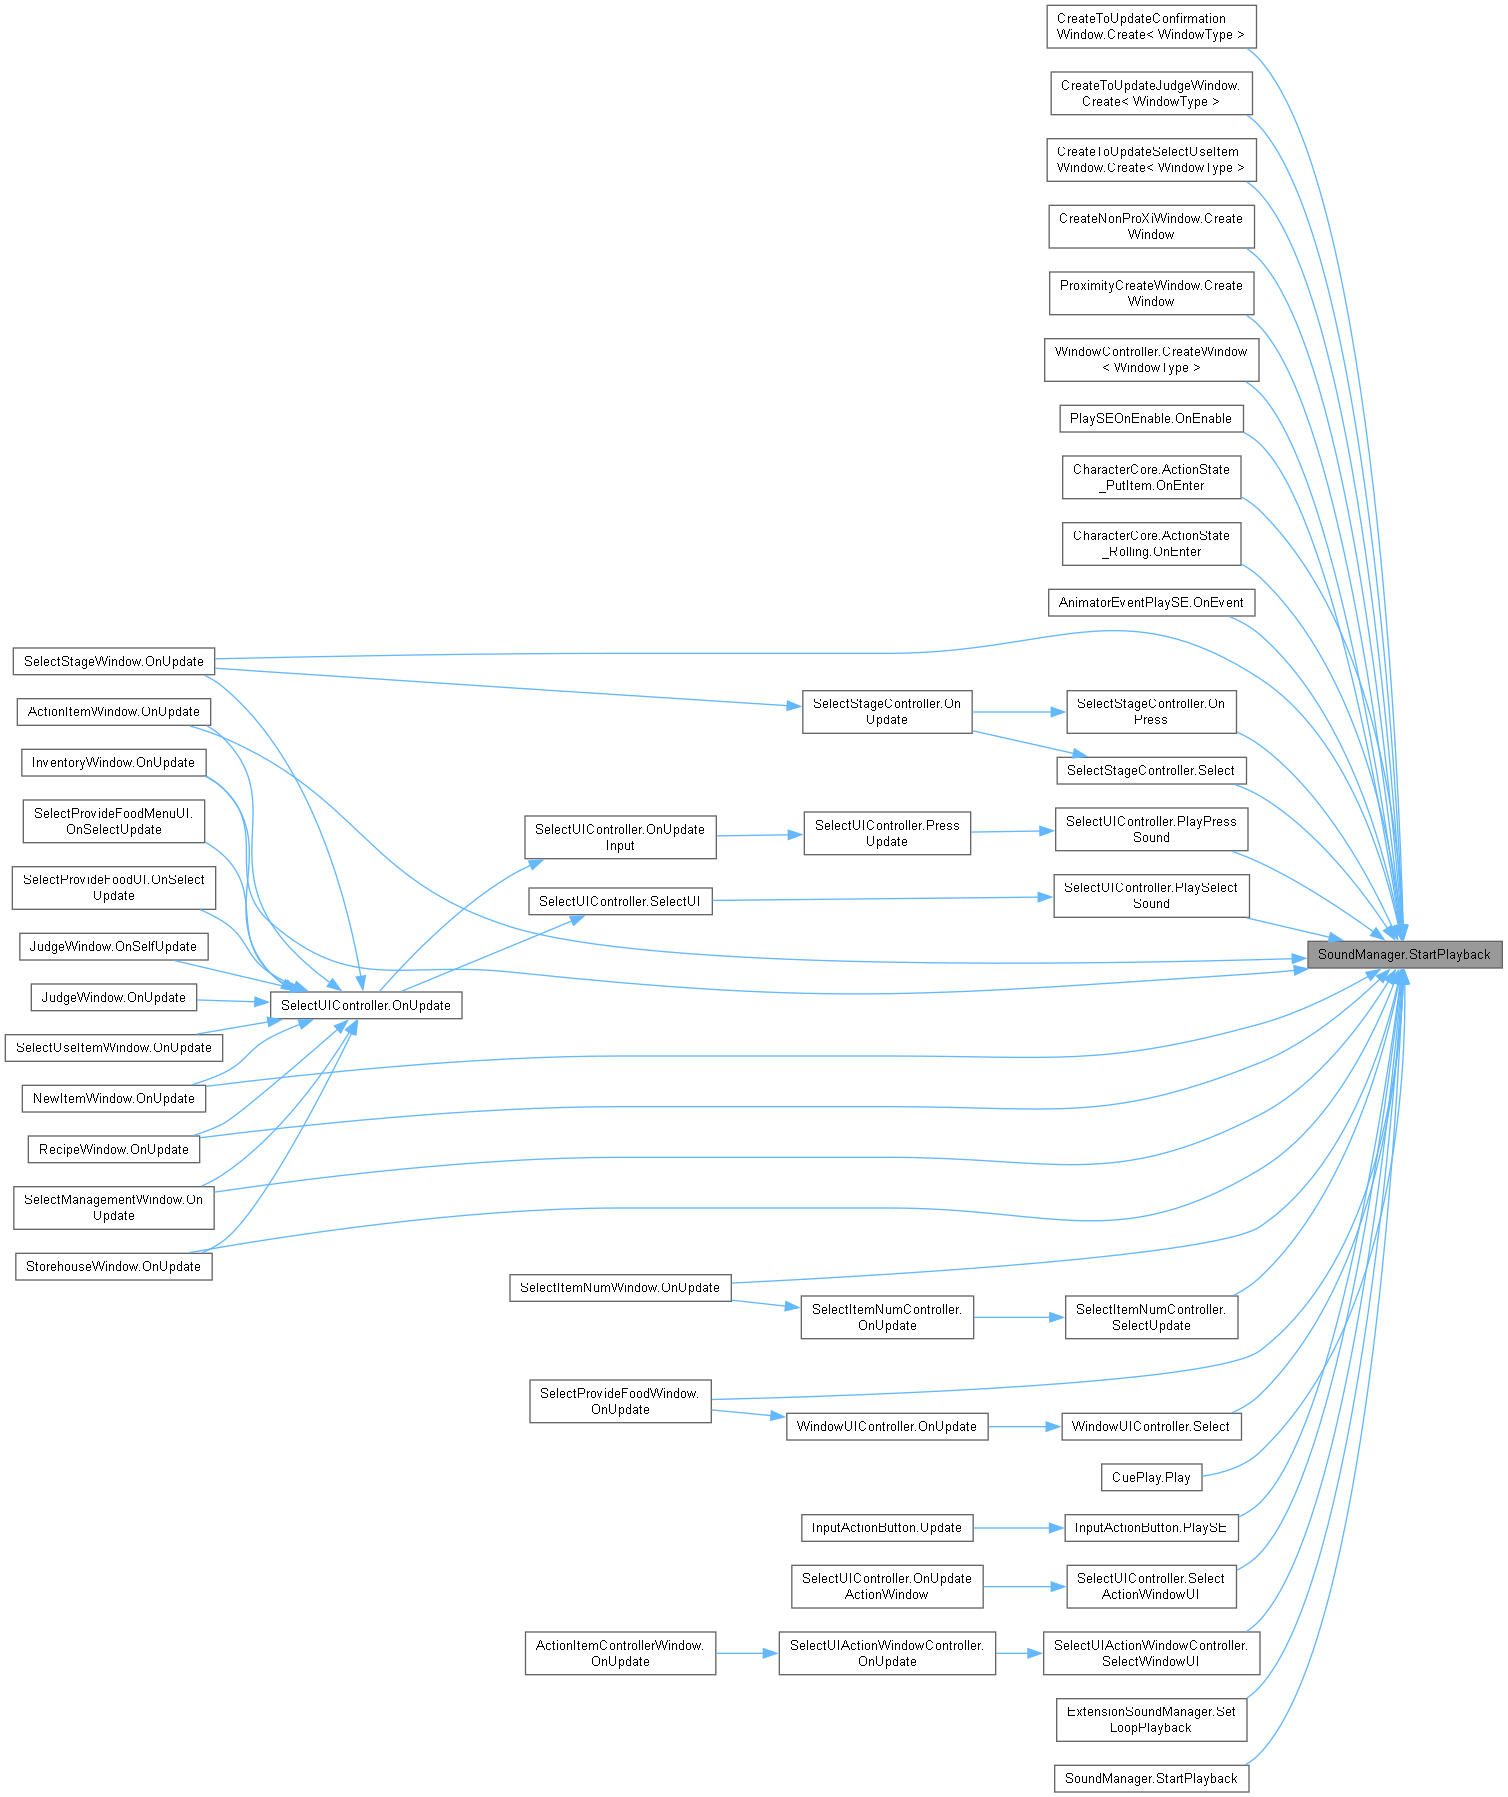 CreateToUpdateConfirmation
Window.Create< WindowType >
CreateToUpdateJudgeWindow.
Create< WindowType >
CreateToUpdateSelectUseItem
Window.Create< WindowType >
CreateNonProXiWindow.Create
Window
ProximityCreateWindow.Create
Window
WindowController.CreateWindow
< WindowType >
PlaySEOnEnable.OnEnable
CharacterCore.ActionState
_PutItem.OnEnter
CharacterCore.ActionState
_Rolling.OnEnter
AnimatorEventPlaySE.OnEvent
SelectStageWindow.OnUpdate
ActionItemWindow.OnUpdate
InventoryWindow.OnUpdate
SelectProvideFoodMenuUI.
OnSelectUpdate
SelectProvideFoodUI.OnSelect
Update
JudgeWindow.OnSelfUpdate
JudgeWindow.OnUpdate
SelectUseItemWindow.OnUpdate
NewItemWindow.OnUpdate
RecipeWindow.OnUpdate
SelectManagementWindow.On
Update
StorehouseWindow.OnUpdate
SelectUIController.OnUpdate
SelectStageController.On
Update
SelectStageController.On
Press
SelectStageController.Select
SelectUIController.OnUpdate
Input
SelectUIController.Press
Update
SelectUIController.PlayPress
Sound
SelectUIController.SelectUI
SelectUIController.PlaySelect
Sound
SoundManager.StartPlayback
SelectItemNumWindow.OnUpdate
SelectItemNumController.
OnUpdate
SelectItemNumController.
SelectUpdate
SelectProvideFoodWindow.
OnUpdate
WindowUIController.OnUpdate
WindowUIController.Select
CuePlay.Play
InputActionButton.Update
InputActionButton.PlaySE
SelectUIController.OnUpdate
ActionWindow
SelectUIController.Select
ActionWindowUI
ActionItemControllerWindow.
OnUpdate
SelectUIActionWindowController.
OnUpdate
SelectUIActionWindowController.
SelectWindowUI
ExtensionSoundManager.Set
LoopPlayback
SoundManager.StartPlayback